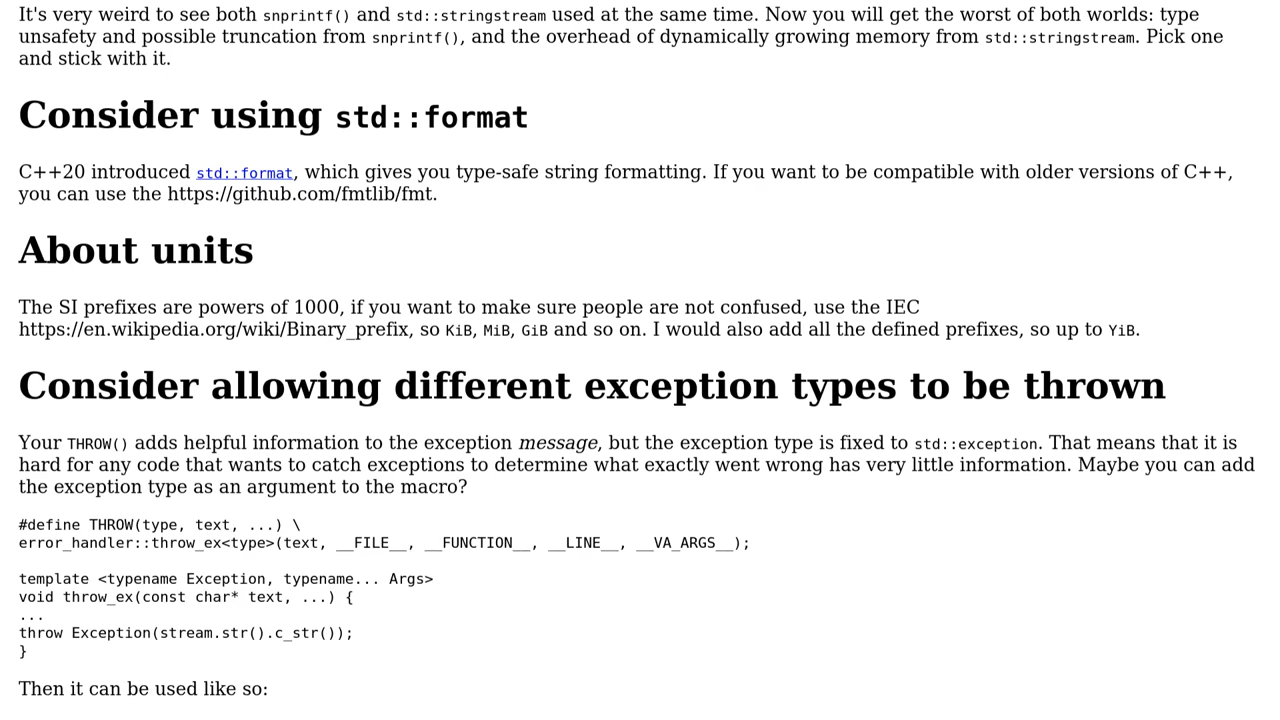 It's very weird to see both snprintf() and std::stringstream used at the same time. Now you will get the worst of both worlds: type
unsafety and possible truncation from snprintf(), and the overhead of dynamically growing memory from std::stringstream. Pick one
and stick with it.
Consider using std::format
C++20 introduced std::format, which gives you type-safe string formatting. If you want to be compatible with older versions of C++,
you can use the https://github.com/fmtlib/fmt.
About units
The SI prefixes are powers of 1000, if you want to make sure people are not confused, use the IEC
https://en.wikipedia.org/wiki/Binary_prefix, so KiB, MiB, GiB and so on. I would also add all the defined prefixes, so up to YiB.
Consider allowing different exception types to be thrown
Your THROW() adds helpful information to the exception message, but the exception type is fixed to std::exception. That means that it is
hard for any code that wants to catch exceptions to determine what exactly went wrong has very little information. Maybe you can add
the exception type as an argument to the macro?
#define THROW(type, text, ...) \
error_handler::throw_ex<type>(text, __FILE__, __FUNCTION__, __LINE__, __VA_ARGS__);
template <typename Exception, typename... Args>
void throw_ex(const char* text, ...) {
...
throw Exception(stream.str().c_str());
}
Then it can be used like so: